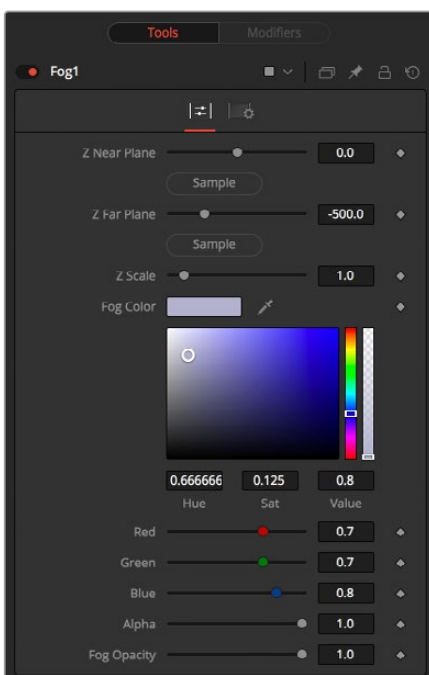 Tools Modifiers
Fog1
Z Near Plane 0.0
Sample
Z Far Plane -500.0
Sample
Z Scale 1.0
Fog Color
0.666666 0.125 0.8
Hue Sat Value
Red 0.7
Green 0.7
Blue 0.8
Alpha 1.0
Fog Opacity 1.0